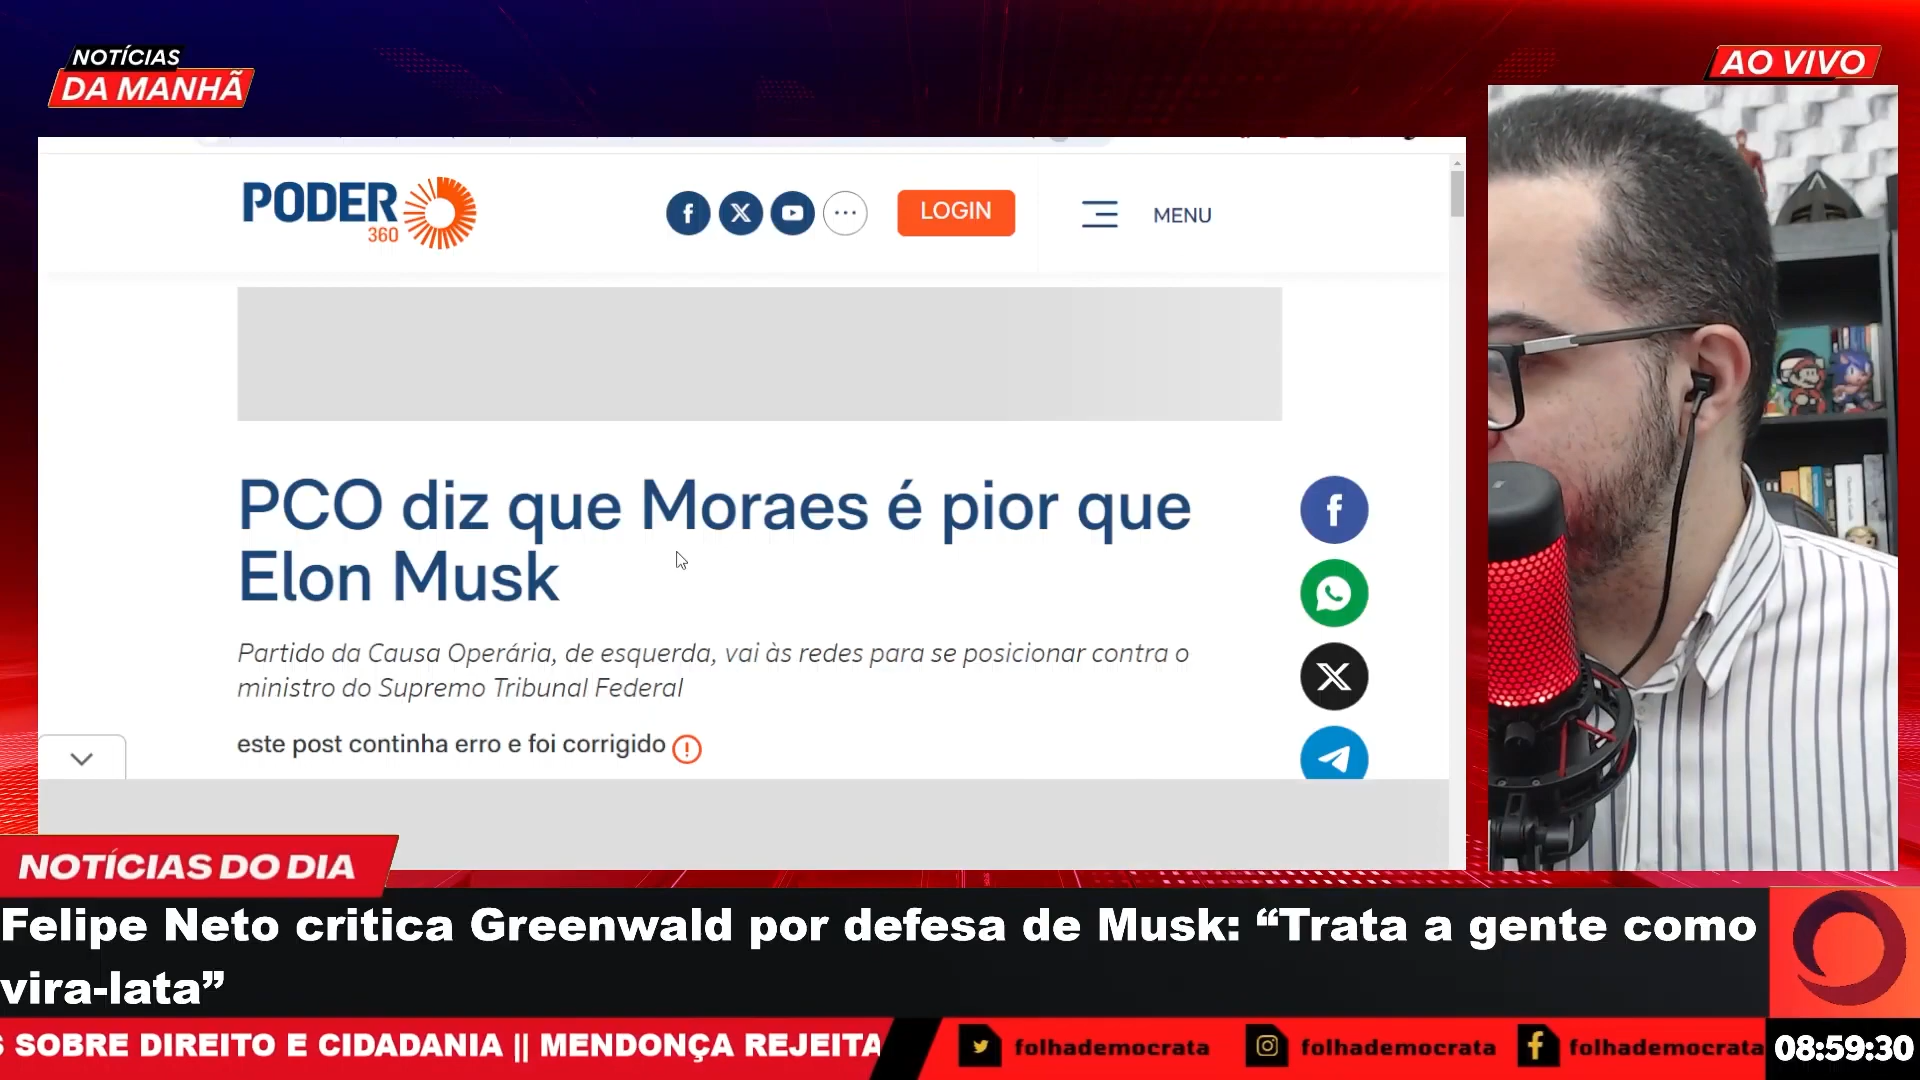 NOTÍCIAS
DA MANHÃ
AO VIVO
PODER
360
LOGIN
MENU
PCO diz que Moraes é pior que
Elon Musk
Partido da Causa Operária, de esquerda, vai às redes para se posicionar contra o
ministro do Supremo Tribunal Federal
este post continha erro e foi corrigido
NOTÍCIAS DO DIA
Felipe Neto critica Greenwald por defesa de Musk: “Trata a gente como
vira-lata”
SOBRE DIREITO E CIDADANIA || MENDONÇA REJEITA
folhademocrata
folhademocrata
folhademocrata
08:59:30